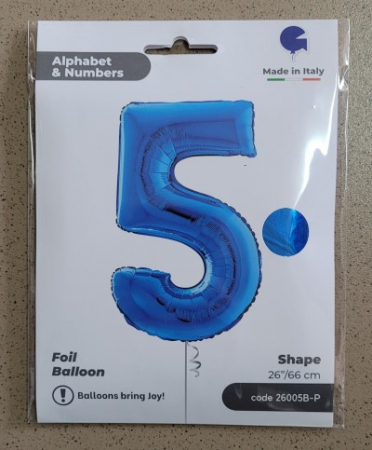 Alphabet
& Numbers
Made in Italy
5
Foil
Balloon
Balloons bring Joy!
Shape
26"/66 cm
code 26005B-P